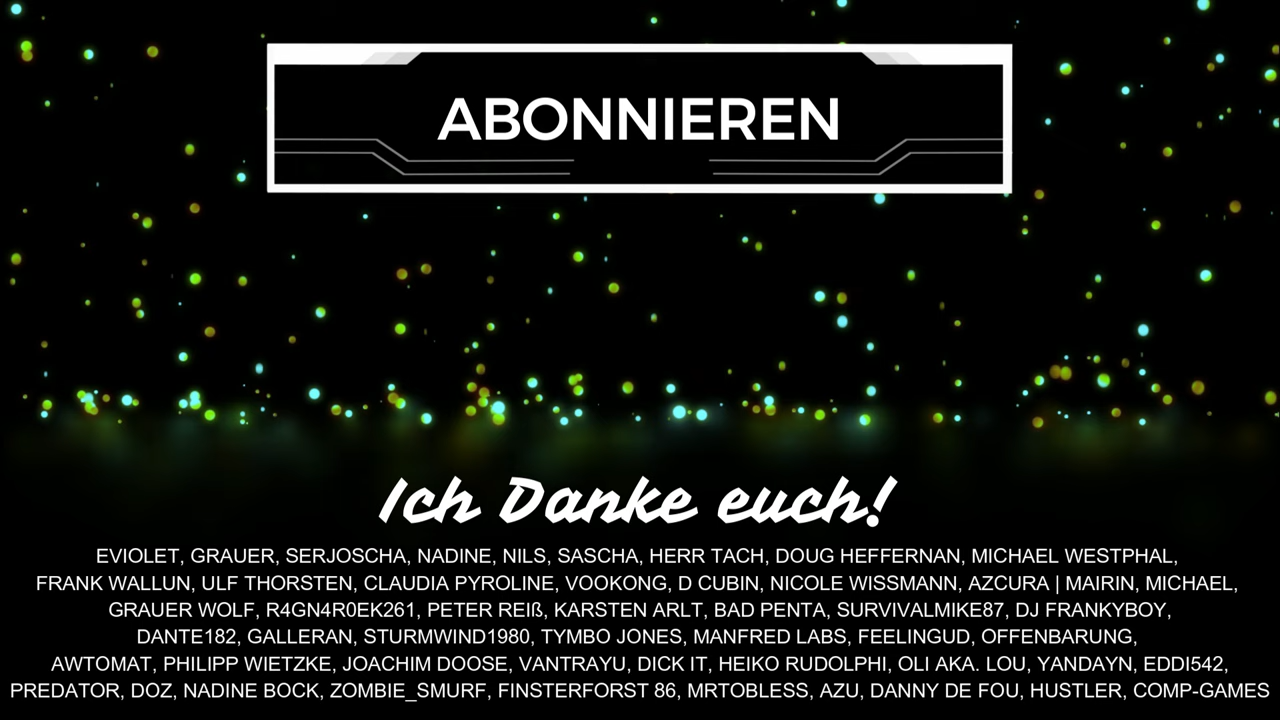 ABONNIEREN
Ich Danke euch!
EVIOLET, GRAUER, SERJOSCHA, NADINE, NILS, SASCHA, HERR TACH, DOUG HEFFERNAN, MICHAEL WESTPHAL,
FRANK WALLUN, ULF THORSTEN, CLAUDIA PYROLINE, VOOKONG, D CUBIN, NICOLE WISSMANN, AZCURA | MAIRIN, MICHAEL,
GRAUER WOLF, R4GN4R0EK261, PETER REIß, KARSTEN ARLT, BAD PENTA, SURVIVALMIKE87, DJ FRANKYBOY,
DANTE182, GALLERAN, STURMWIND1980, TYMBO JONES, MANFRED LABS, FEELINGUD, OFFENBARUNG,
AWTOMAT, PHILIPP WIETZKE, JOACHIM DOOSE, VANTRAYU, DICK IT, HEIKO RUDOLPHI, OLI AKA. LOU, YANDAYN, EDDI542,
PREDATOR, DOZ, NADINE BOCK, ZOMBIE_SMURF, FINSTERFORST 86, MRTOBLESS, AZU, DANNY DE FOU, HUSTLER, COMP-GAMES